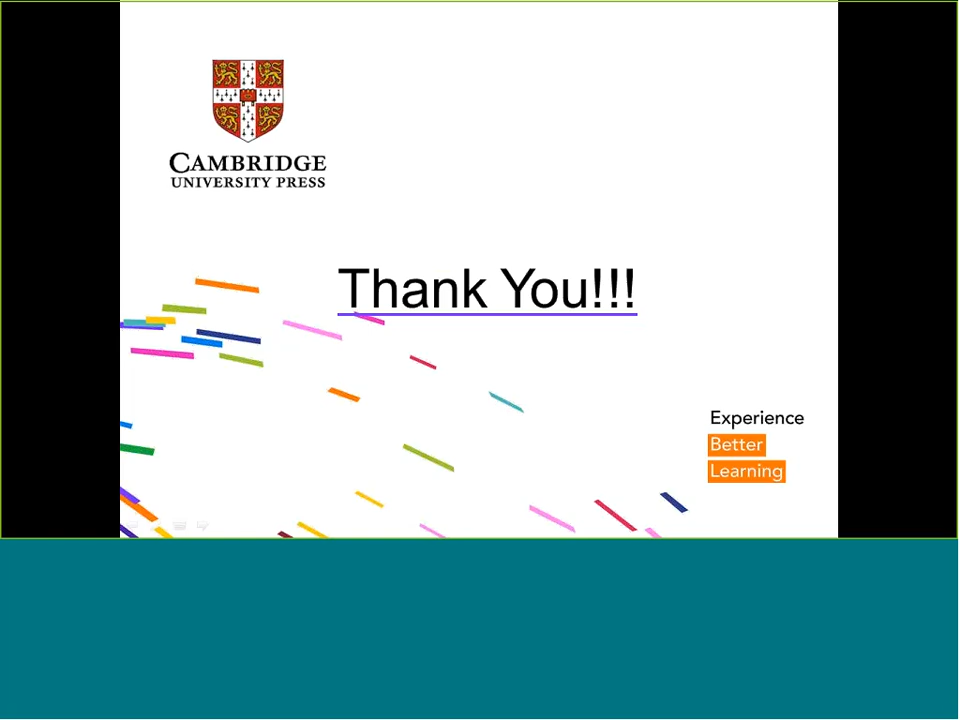 CAMBRIDGE
UNIVERSITY PRESS
Thank You!!!
Experience
Better
Learning